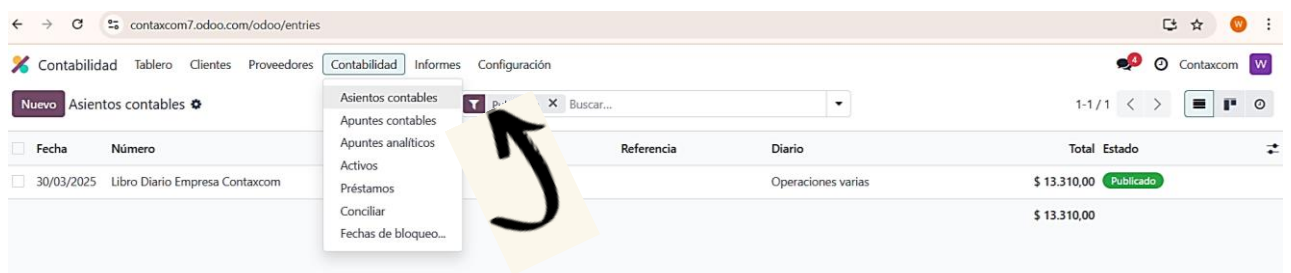 contaxcom7.odoo.com/odoo/entries W
Contabilidad Tablero Clientes Proveedores Contabilidad Informes Configuración 4 Contaxcom W
Nuevo Asientos contables Buscar... 1-1 / 1
Asientos contables
Apuntes contables
Apuntes analíticos
Activos
Préstamos
Conciliar
Fechas de bloqueo...
Fecha Número Referencia Diario Total Estado
30/03/2025 Libro Diario Empresa Contaxcom Operaciones varias $ 13.310,00 Publicado
$ 13.310,00